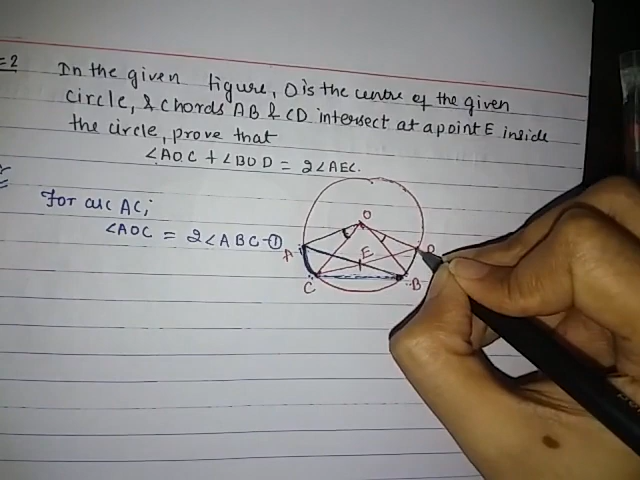 =2
In the given figure, O is the centre of the given
circle, & chords AB & CD intersect at a point E inside
the circle, prove that
∠AOC + ∠BOD = 2∠AEC.
For arc AC;
∠AOC = 2∠ABC-①
O
A
E
D
C
B